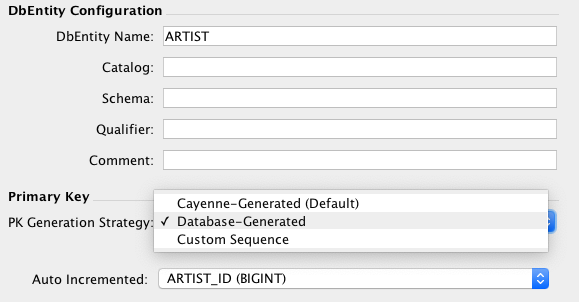 DbEntity Configuration
DbEntity Name: ARTIST
Catalog:
Schema:
Qualifier:
Comment:
Primary Key
Cayenne-Generated (Default)
PK Generation Strategy: ✓ Database-Generated
Custom Sequence
Auto Incremented: ARTIST_ID (BIGINT)